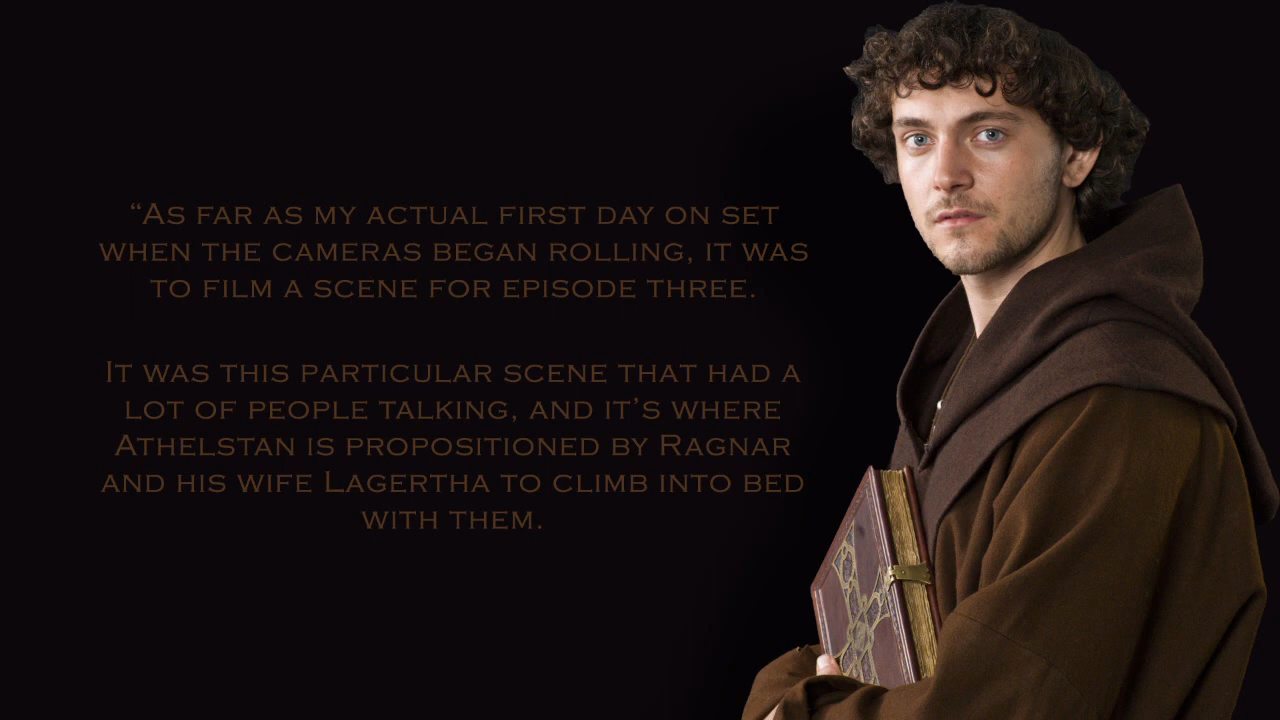 “As far as my actual first day on set
when the cameras began rolling, it was
to film a scene for episode three.
It was this particular scene that had a
lot of people talking, and it’s where
Athelstan is propositioned by Ragnar
and his wife Lagertha to climb into bed
with them.